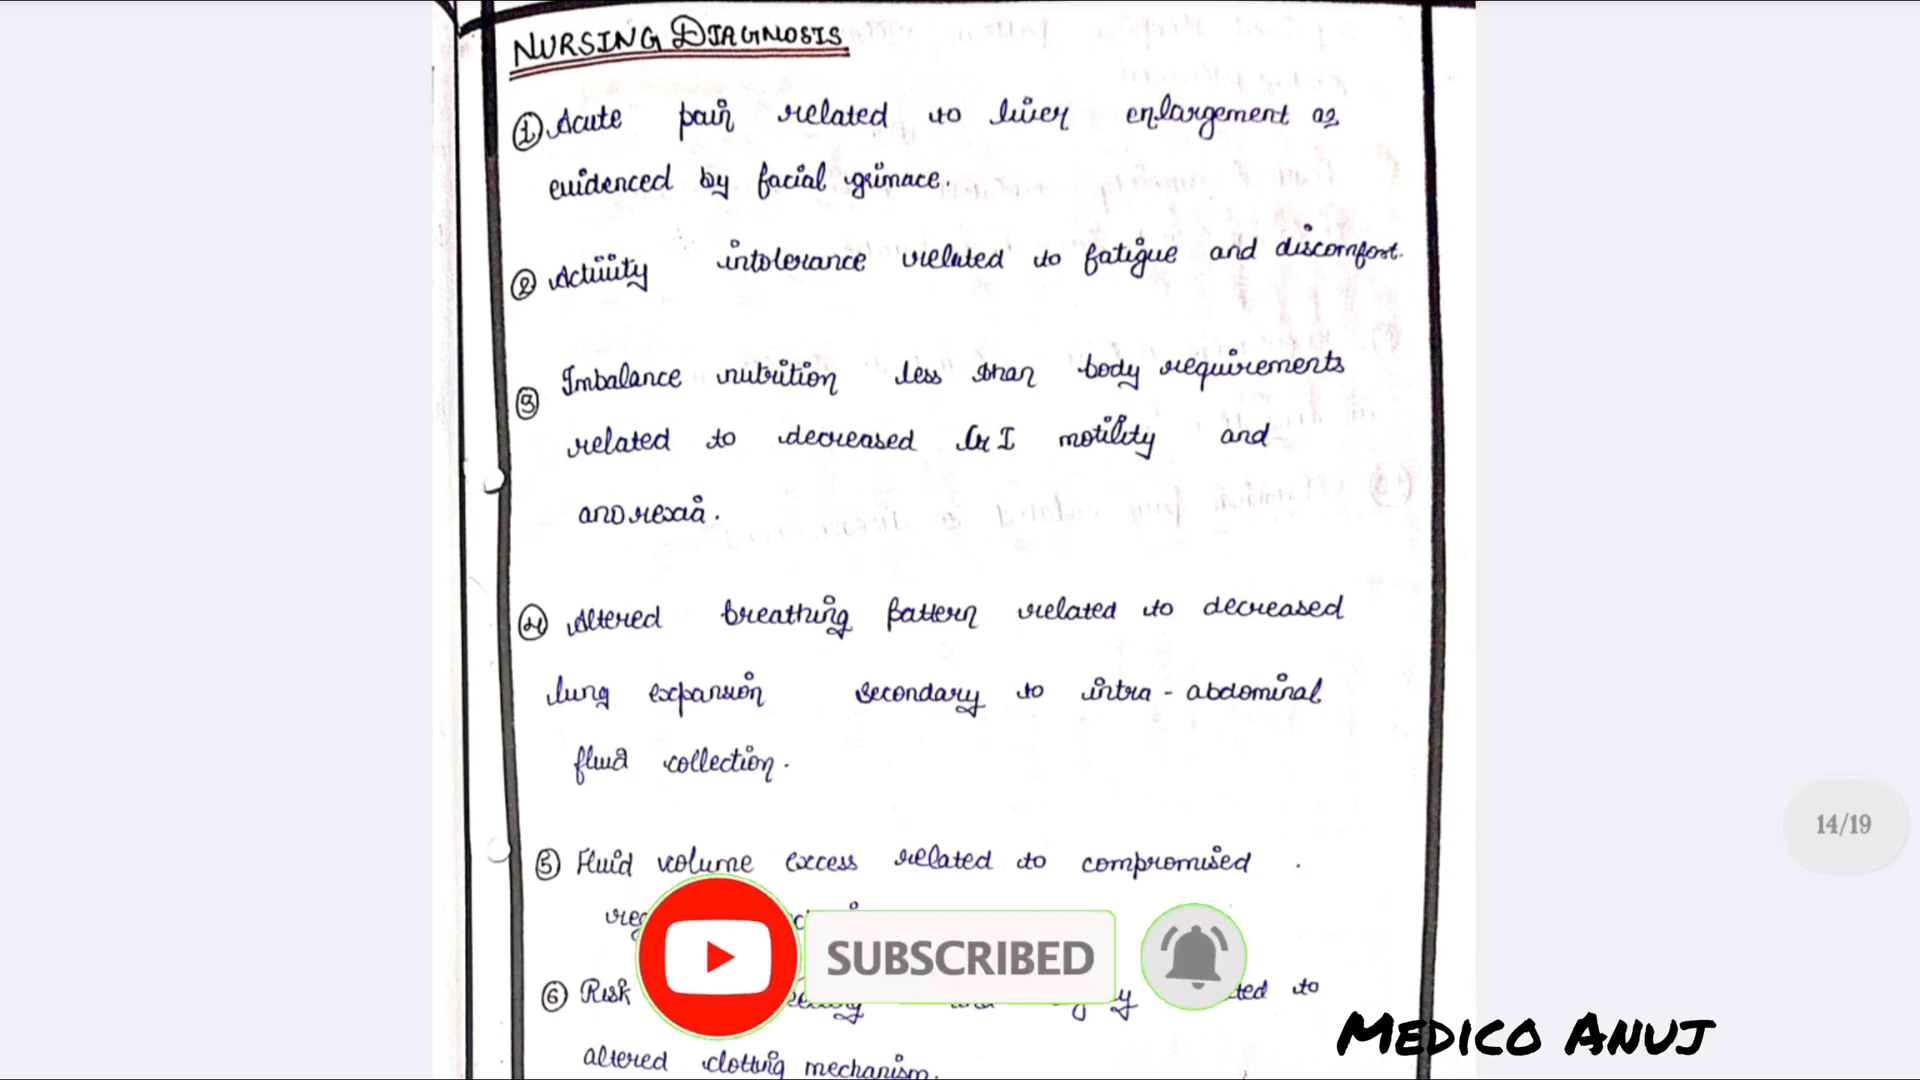 NURSING DIAGNOSIS
① Acute pain related to liver enlargement as
evidenced by facial grimace.
② Activity intolerance related to fatigue and discomfort.
③ Imbalance nutrition less than body requirements
related to decreased GI motility and
anorexia.
④ Altered breathing pattern related to decreased
lung expansion secondary to intra-abdominal
fluid collection.
14/19
⑤ Fluid volume excess related to compromised
SUBSCRIBED
⑥ Risk to
altered clotting mechanism.
MEDICO ANUJ